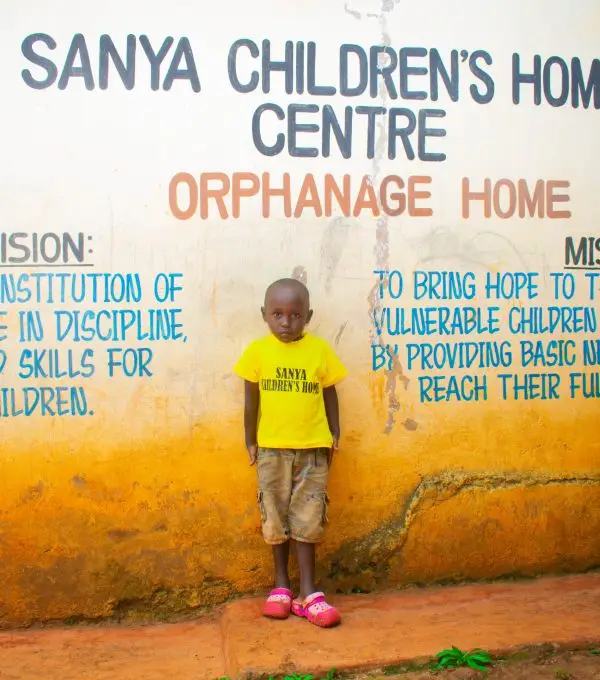 SANYA CHILDREN'S HOM
CENTRE
ORPHANAGE HOME
ISION:
NSTITUTION OF
E IN DISCIPLINE,
D SKILLS FOR
ILDREN.
MIS
TO BRING HOPE TO T
VULNERABLE CHILDREN
BY PROVIDING BASIC NE
REACH THEIR FUL
SANYA
CHILDREN'S HOME